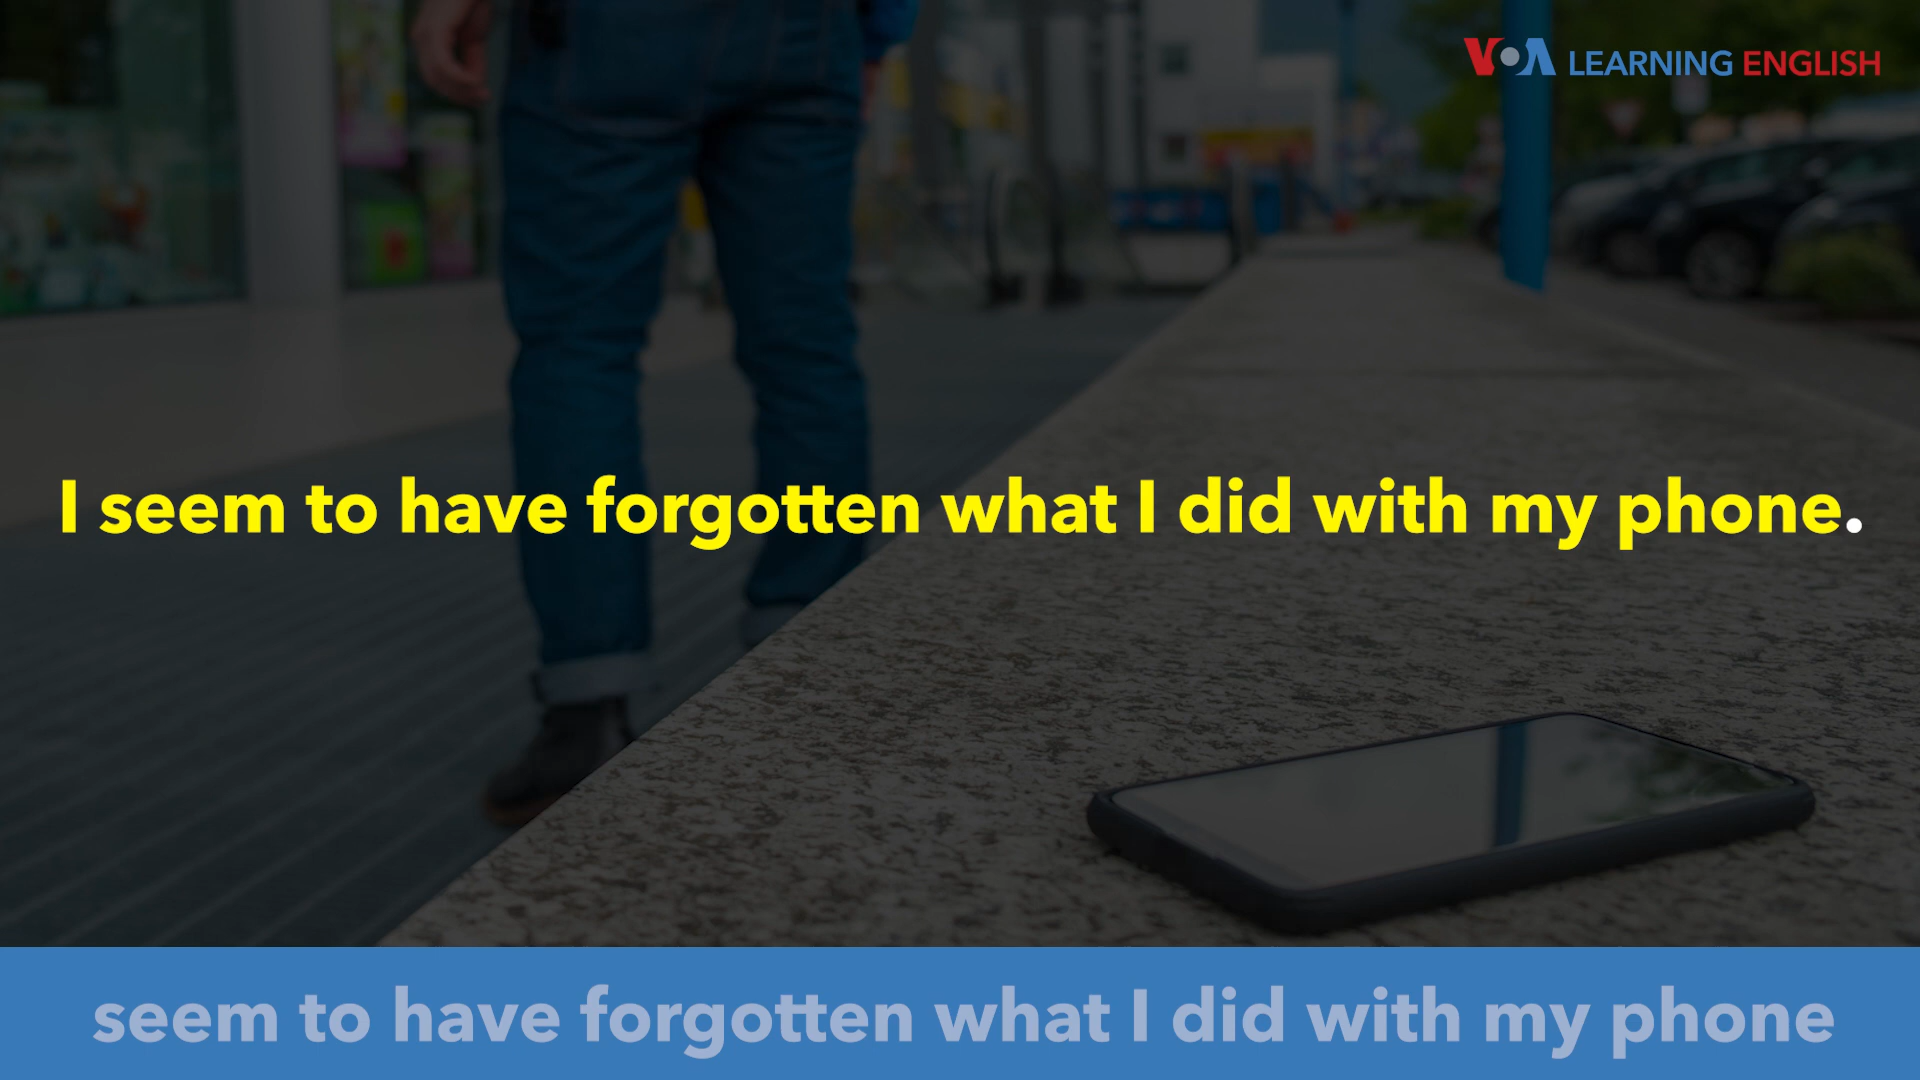 VOA LEARNING ENGLISH
I seem to have forgotten what I did with my phone.
seem to have forgotten what I did with my phone